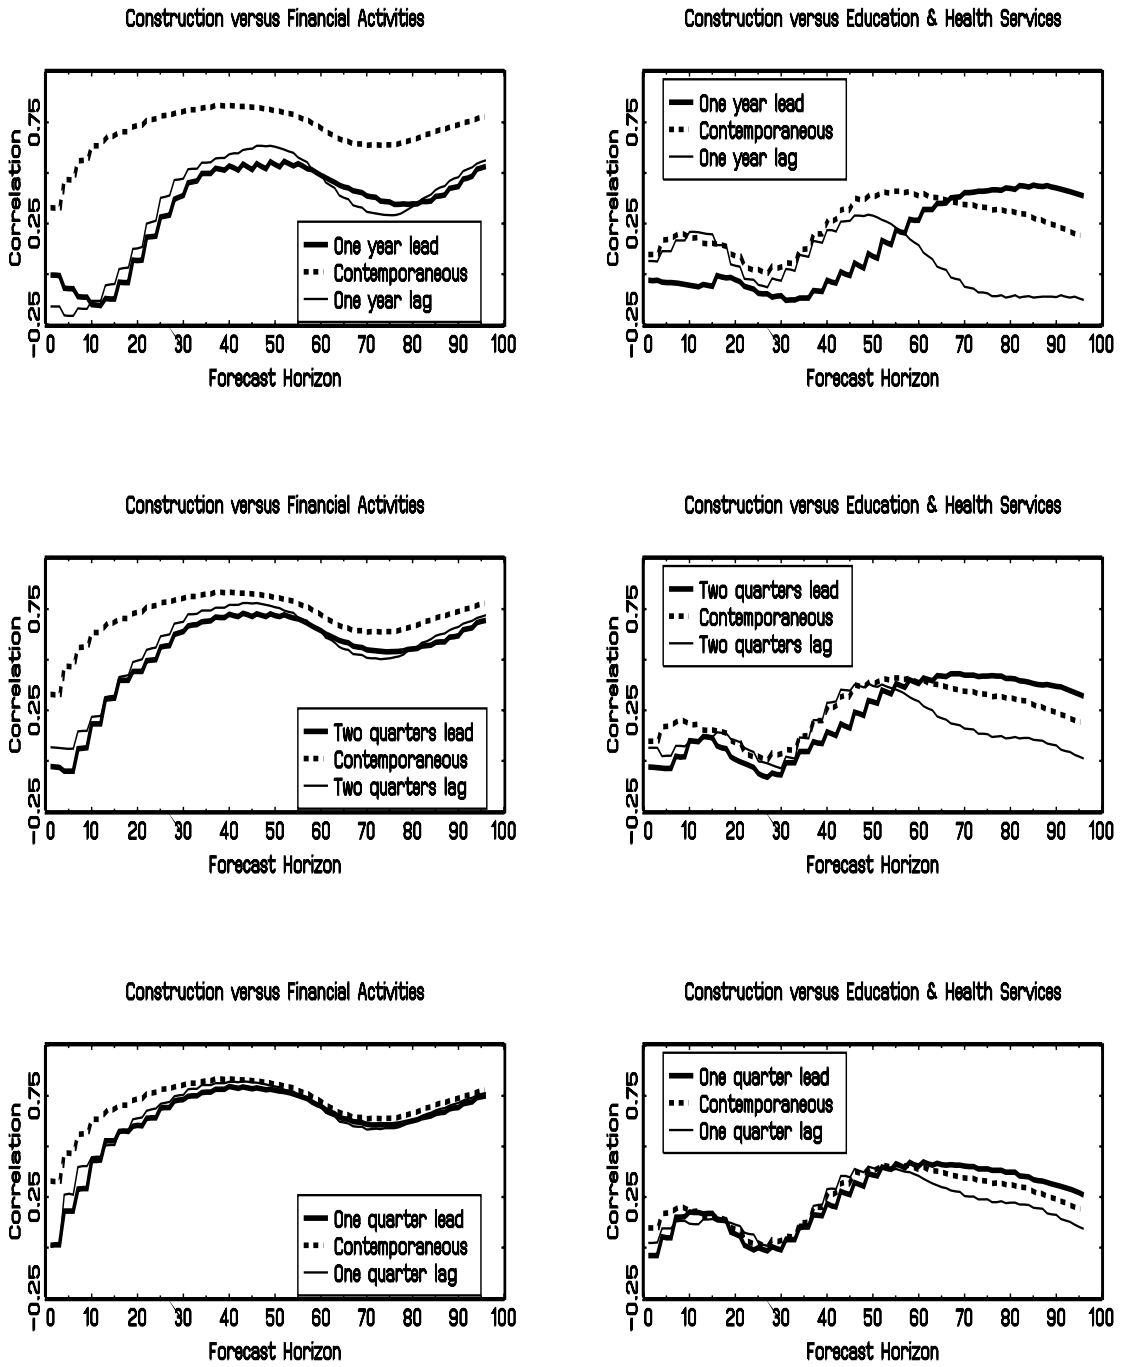 Construction versus Financial Activities
Correlation
-0.25 0.25 0.75
One year lead
Contemporaneous
One year lag
0 10 20 30 40 50 60 70 80 90 100
Forecast Horizon
Construction versus Education & Health Services
Correlation
-0.25 0.25 0.75
One year lead
Contemporaneous
One year lag
0 10 20 30 40 50 60 70 80 90 100
Forecast Horizon
Construction versus Financial Activities
Correlation
-0.25 0.25 0.75
Two quarters lead
Contemporaneous
Two quarters lag
0 10 20 30 40 50 60 70 80 90 100
Forecast Horizon
Construction versus Education & Health Services
Correlation
-0.25 0.25 0.75
Two quarters lead
Contemporaneous
Two quarters lag
0 10 20 30 40 50 60 70 80 90 100
Forecast Horizon
Construction versus Financial Activities
Correlation
-0.25 0.25 0.75
One quarter lead
Contemporaneous
One quarter lag
0 10 20 30 40 50 60 70 80 90 100
Forecast Horizon
Construction versus Education & Health Services
Correlation
-0.25 0.25 0.75
One quarter lead
Contemporaneous
One quarter lag
0 10 20 30 40 50 60 70 80 90 100
Forecast Horizon